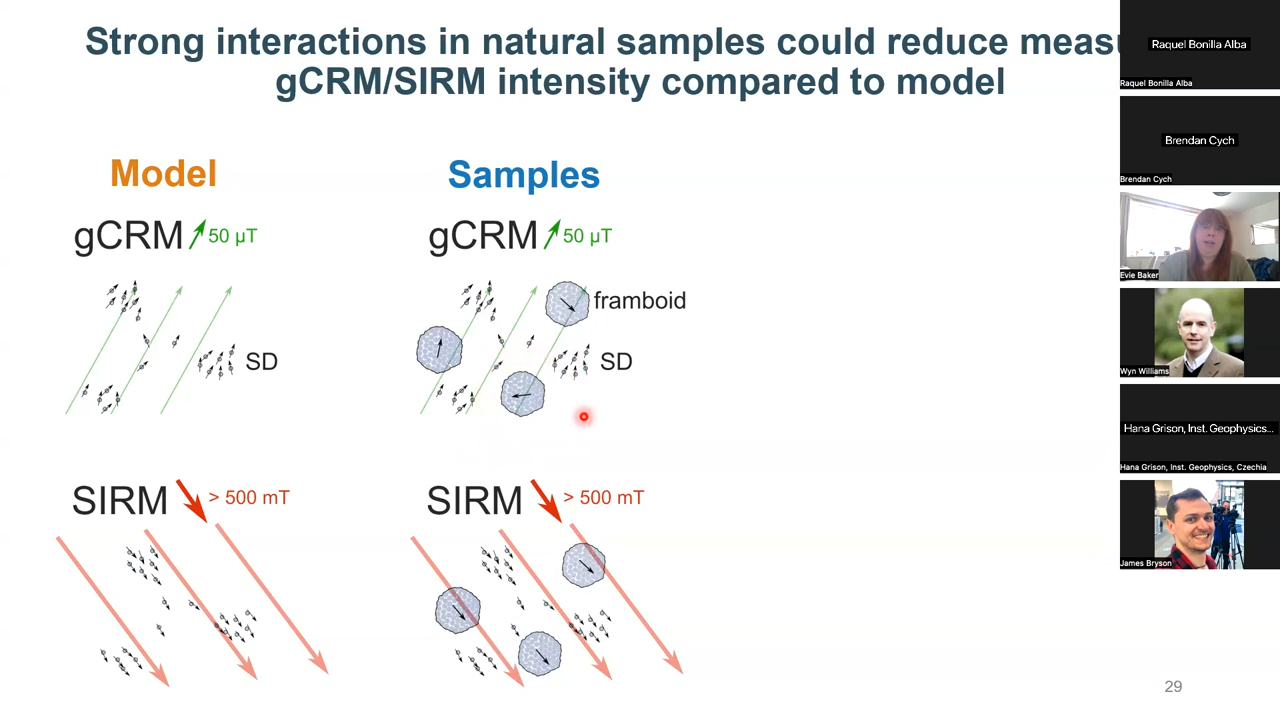 Strong interactions in natural samples could reduce
gCRM/SIRM intensity compared to model
Model
Samples
gCRM 50 µT
gCRM 50 µT
framboid
SD
SD
SIRM > 500 mT
SIRM > 500 mT
29
Raquel Bonilla Alba
Raquel Bonilla Alba
Brendan Cych
Brendan Cych
Evie Baker
Wyn Williams
Hana Grison, Inst. Geophysics...
Hana Grison, Inst. Geophysics, Czechia
James Bryson